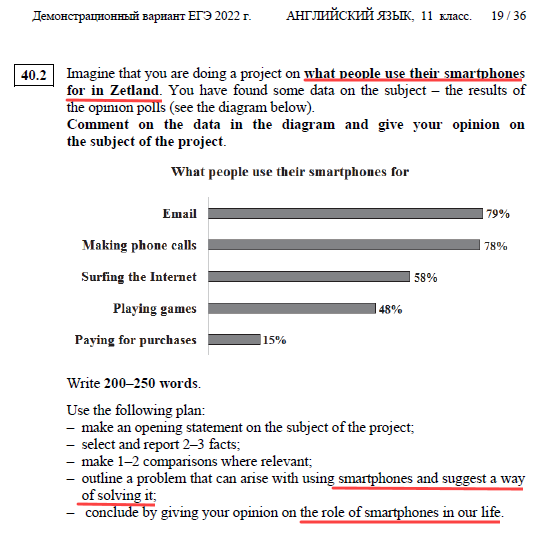 Демонстрационный вариант ЕГЭ 2022 г. АНГЛИЙСКИЙ ЯЗЫК, 11 класс. 19 / 36
40.2 Imagine that you are doing a project on what people use their smartphones
for in Zetland. You have found some data on the subject – the results of
the opinion polls (see the diagram below).
Comment on the data in the diagram and give your opinion on
the subject of the project.
What people use their smartphones for
Email 79%
Making phone calls 78%
Surfing the Internet 58%
Playing games 48%
Paying for purchases 15%
Write 200–250 words.
Use the following plan:
– make an opening statement on the subject of the project;
– select and report 2–3 facts;
– make 1–2 comparisons where relevant;
– outline a problem that can arise with using smartphones and suggest a way
of solving it;
– conclude by giving your opinion on the role of smartphones in our life.